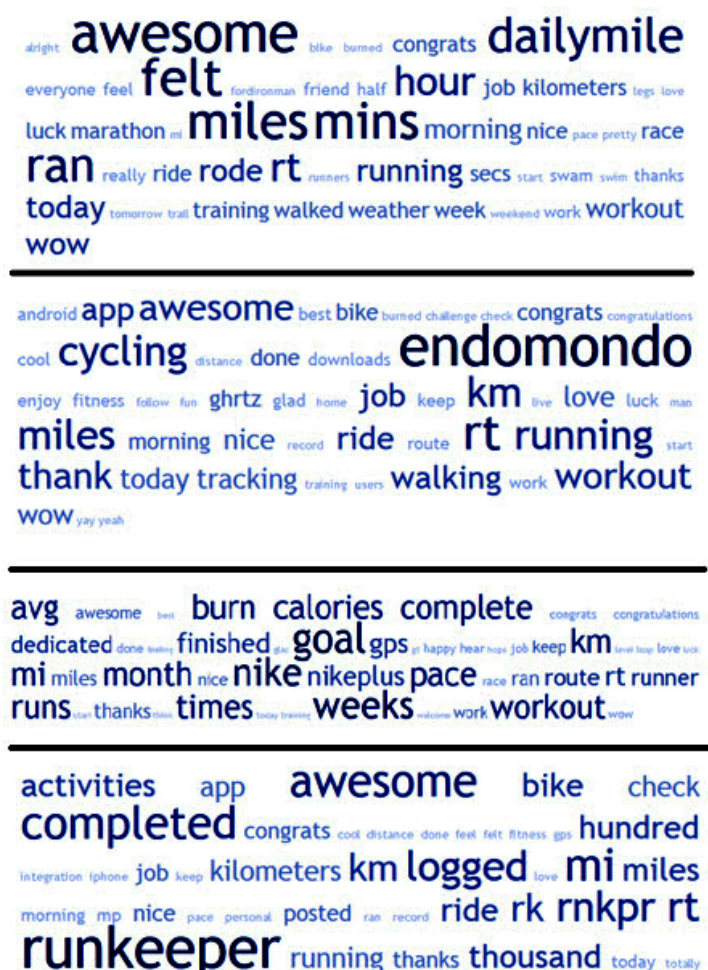 alright awesome bike burned congrats dailymile
everyone feel felt fordironman friend half hour job kilometers legs love
luck marathon mi miles mins morning nice pace pretty race
ran really ride rode rt runners running secs start swam swim thanks
today tomorrow trail training walked weather week weekend work workout
wow
android app awesome best bike burned challenge check congrats congratulations
cool cycling distance done downloads endomondo
enjoy fitness follow fun ghrtz glad home job keep km live love luck man
miles morning nice record ride route rt running start
thank today tracking training users walking work workout
wow yay yeah
avg awesome best burn calories complete congrats congratulations
dedicated done feeling finished goal gps happy hear hope job keep km level love luck
mi miles month nice nike nikeplus pace race ran route rt runner
runs start thanks think times today training weeks welcome work workout wow
activities app awesome bike check
completed congrats cool distance done feel felt fitness gps hundred
integration iphone job keep kilometers km logged love mi miles
morning mp nice pace personal posted ran record ride rk rnkpr rt
runkeeper running thanks thousand today totally